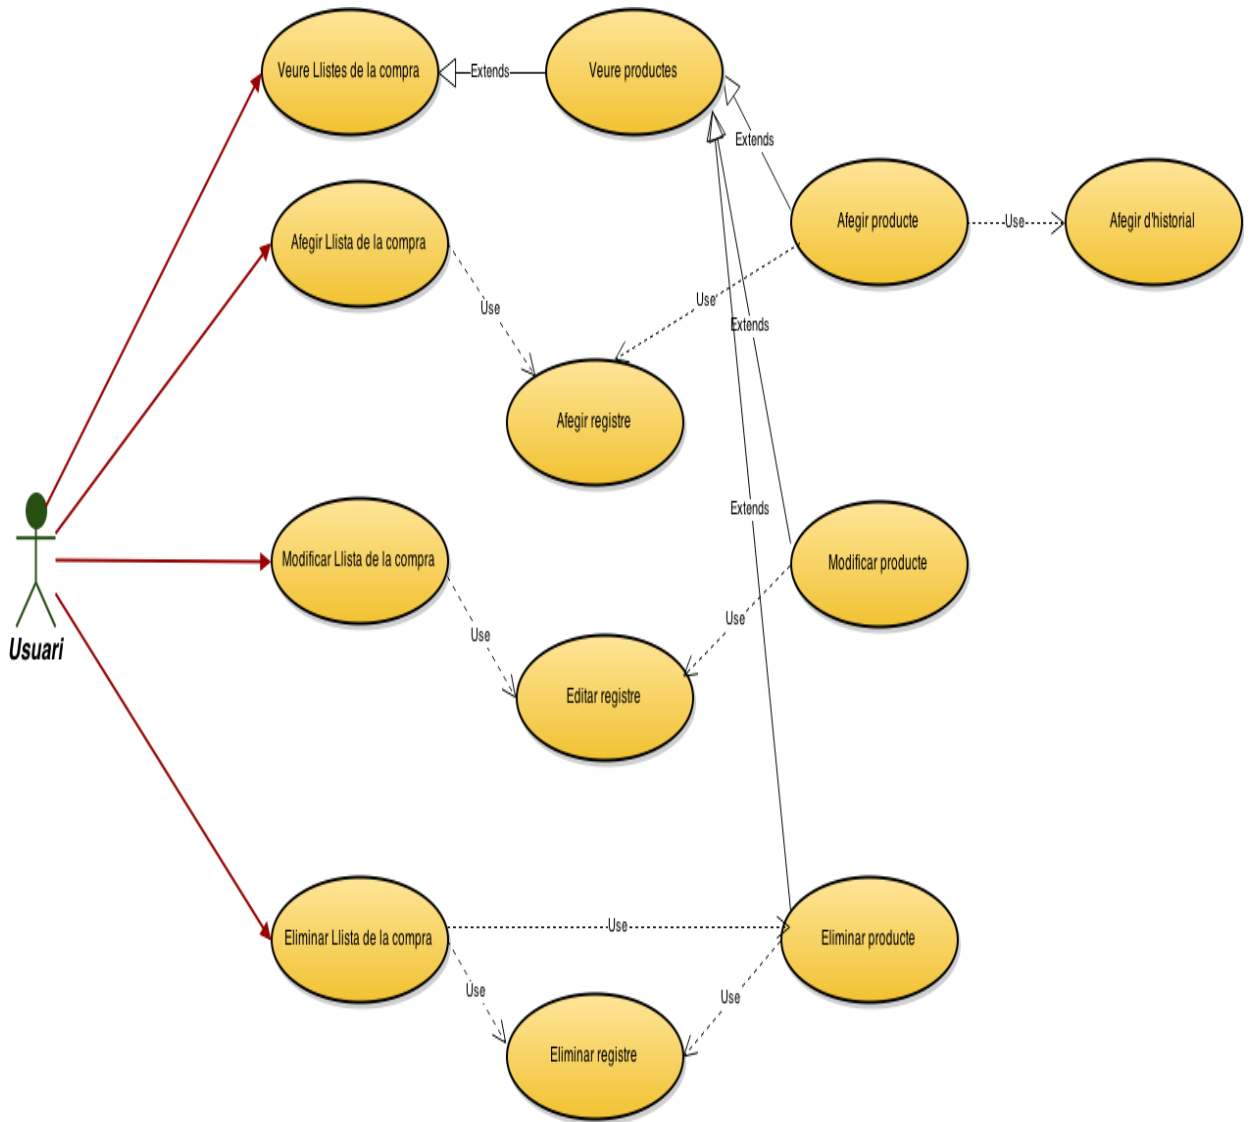 Veure Llistes de la compra
Extends
Veure productes
Extends
Afegir producte
Use
Afegir d'historial
Afegir Llista de la compra
Use
Use
Extends
Afegir registre
Extends
Usuari
Modificar Llista de la compra
Modificar producte
Use
Use
Editar registre
Eliminar Llista de la compra
Use
Eliminar producte
Use
Use
Eliminar registre